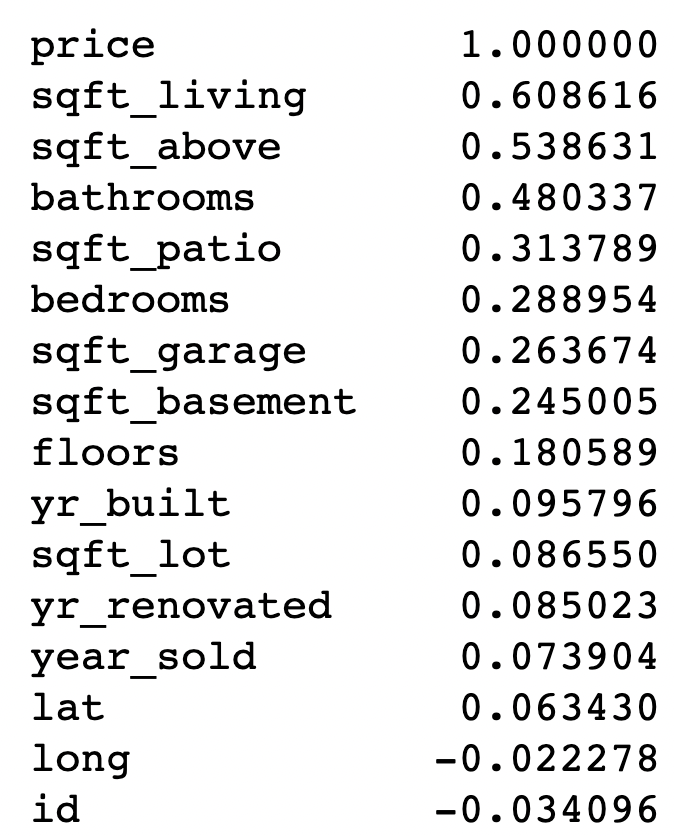 price 1.000000
sqft_living 0.608616
sqft_above 0.538631
bathrooms 0.480337
sqft_patio 0.313789
bedrooms 0.288954
sqft_garage 0.263674
sqft_basement 0.245005
floors 0.180589
yr_built 0.095796
sqft_lot 0.086550
yr_renovated 0.085023
year_sold 0.073904
lat 0.063430
long -0.022278
id -0.034096